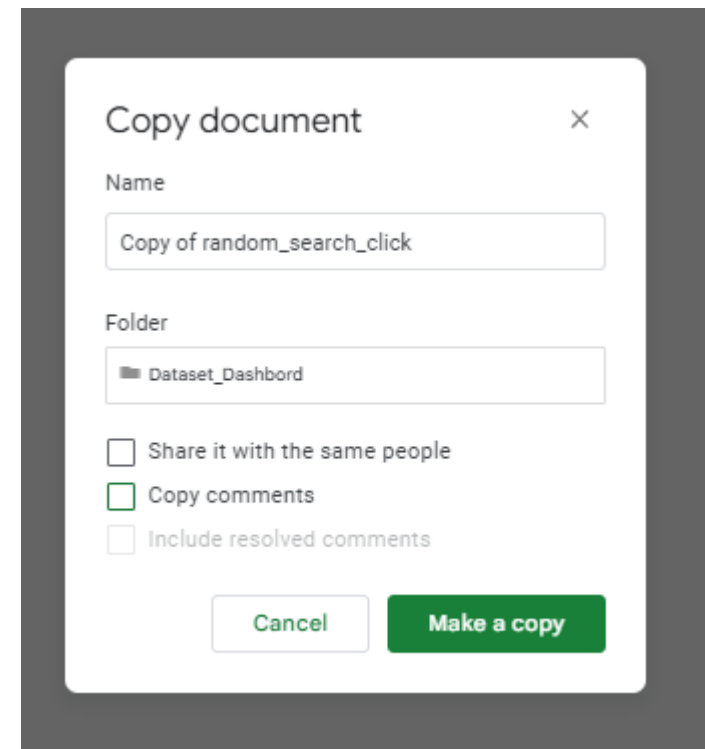 Copy document
Name
Copy of random_search_click
Folder
Dataset_Dashbord
Share it with the same people
Copy comments
Include resolved comments
Cancel Make a copy